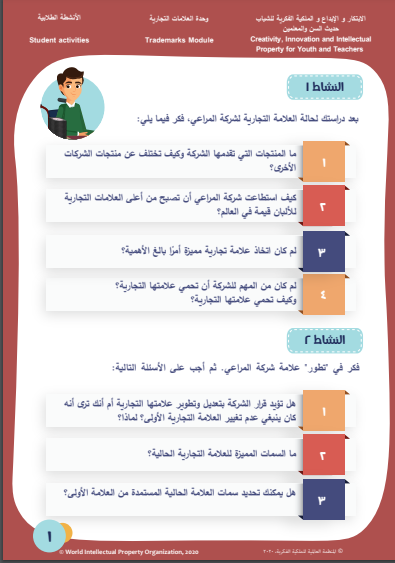 الابتكار و الإبداع و الملكية الفكرية للشباب
حديث السن والمعلمين
Creativity, Innovation and Intellectual
Property for Youth and Teachers
وحدة العلامات التجارية
Trademarks Module
الأنشطة الطلابية
Student activities
النشاط ١
بعد دراستك لحالة العلامة التجارية لشركة المراعي، فكر فيما يلي:
١
ما المنتجات التي تقدمها الشركة وكيف تختلف عن منتجات الشركات
الأخرى؟
٢
كيف استطاعت شركة المراعي أن تصبح من أعلى العلامات التجارية
للألبان قيمة في العالم؟
٣
لم كان اتخاذ علامة تجارية مميزة أمرًا بالغ الأهمية؟
٤
لم كان من المهم للشركة أن تحمي علامتها التجارية؟
وكيف تحمي علامتها التجارية؟
النشاط ٢
فكر في "تطور" علامة شركة المراعي. ثم أجب على الأسئلة التالية:
١
هل تؤيد قرار الشركة بتعديل وتطوير علامتها التجارية أم أنك ترى أنه
كان ينبغي عدم تغيير العلامة التجارية الأولى؟ لماذا؟
٢
ما السمات المميزة للعلامة التجارية الحالية؟
٣
هل يمكنك تحديد سمات العلامة الحالية المستمدة من العلامة الأولى؟
١
© المنظمة العالمية للملكية الفكرية، ٢٠٢٠
© World Intellectual Property Organization, 2020